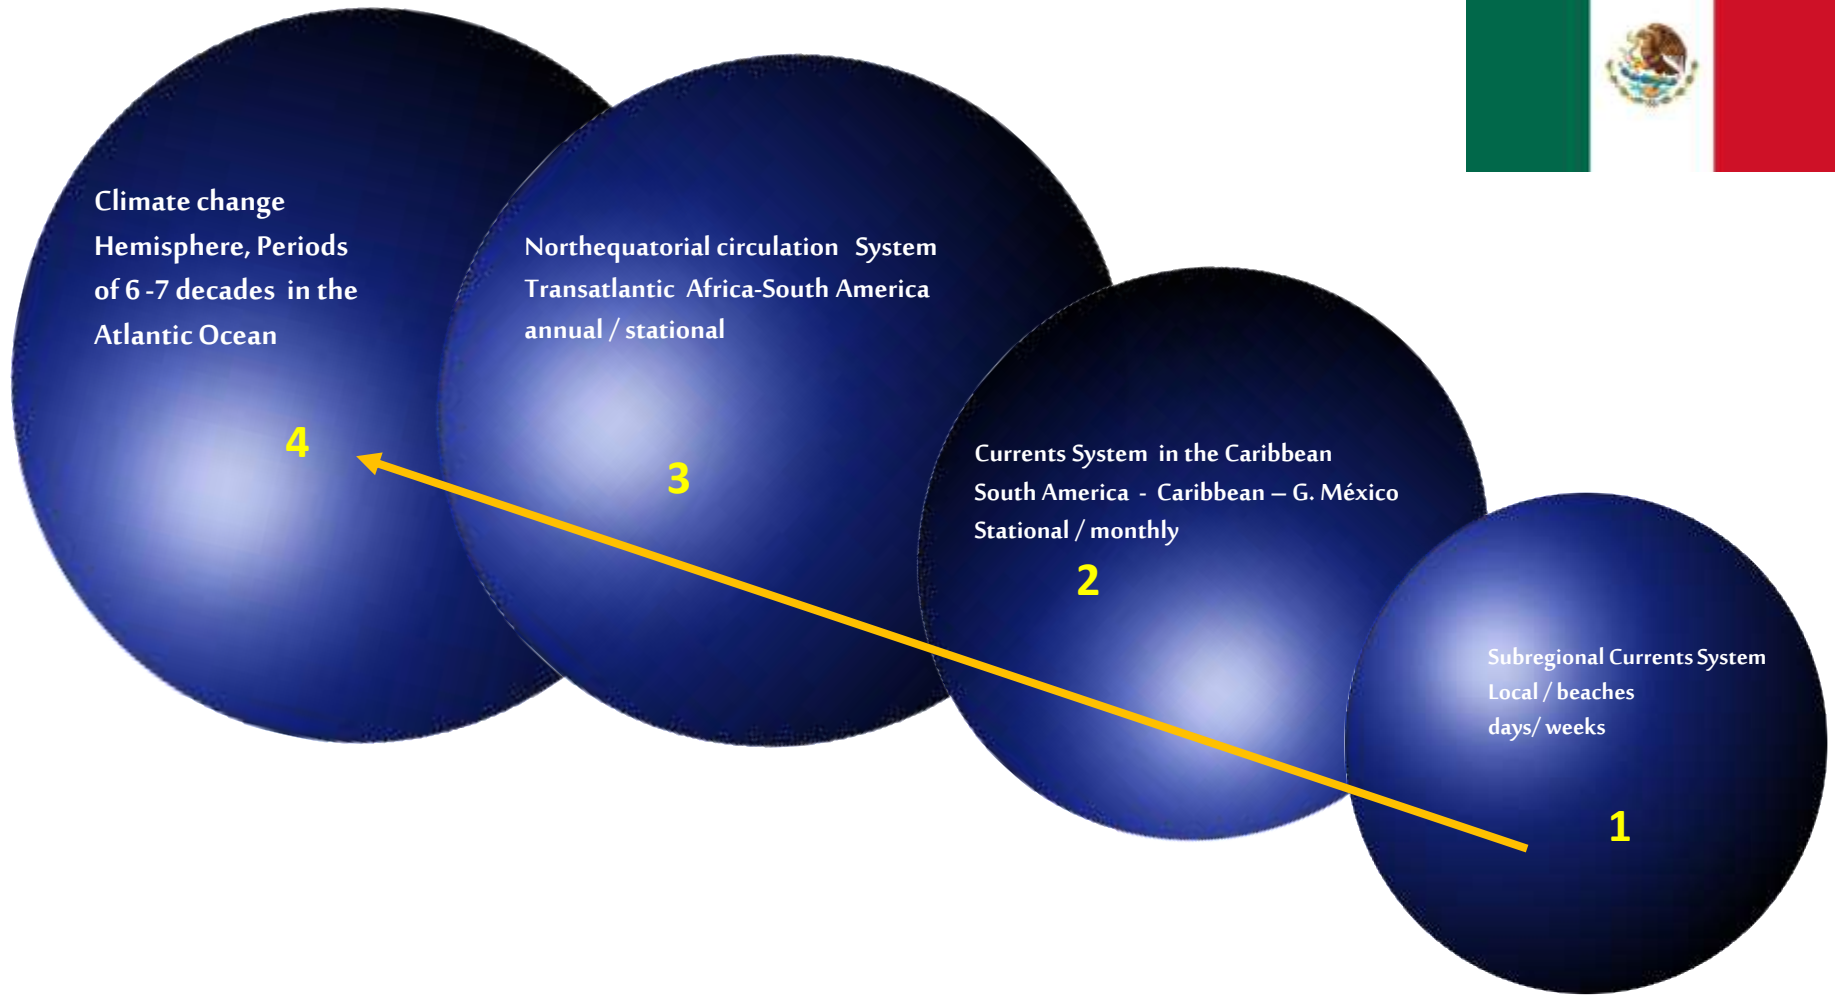 Climate change
Hemisphere, Periods
of 6 -7 decades in the
Atlantic Ocean
4
Northequatorial circulation System
Transatlantic Africa-South America
annual / stational
3
Currents System in the Caribbean
South America - Caribbean – G. México
Stational / monthly
2
Subregional Currents System
Local / beaches
days/ weeks
1